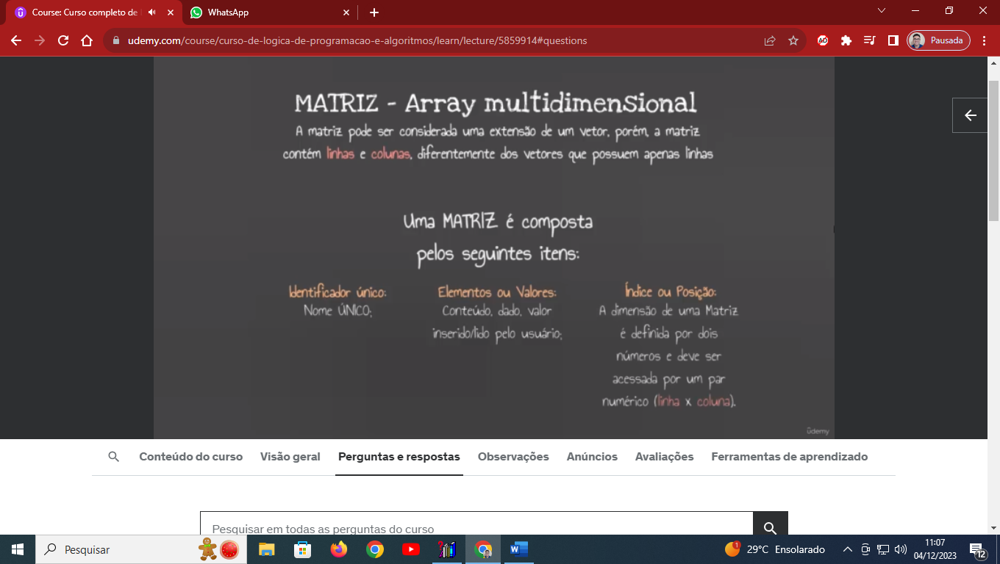 Course: Curso completo de
WhatsApp
udemy.com/course/curso-de-logica-de-programacao-e-algoritmos/learn/lecture/5859914#questions
Pausada
MATRIZ - Array multidimensional
A matriz pode ser considerada uma extensão de um vetor, porém, a matriz
contém linhas e colunas, diferentemente dos vetores que possuem apenas linhas
Uma MATRIZ é composta
pelos seguintes itens:
Identificador único:
Nome ÚNICO;
Elementos ou Valores:
Conteúdo, dado, valor
inserido/lido pelo usuário;
Índice ou Posição:
A dimensão de uma Matriz
é definida por dois
números e deve ser
acessada por um par
numérico (linha x coluna).
ûdemy
Conteúdo do curso Visão geral Perguntas e respostas Observações Anúncios Avaliações Ferramentas de aprendizado
Pesquisar em todas as perguntas do curso
Pesquisar
1
29°C Ensolarado
11:07
04/12/2023
12